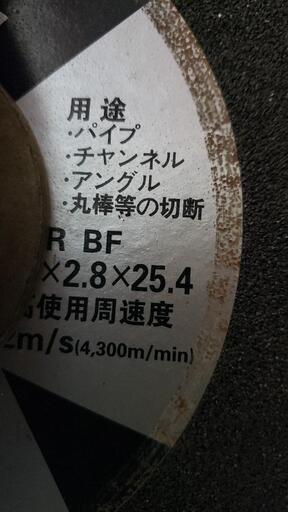 用途
・パイプ
・チャンネル
・アングル
・丸棒等の切断
R BF
×2.8×25.4
使用周速度
m/s(4,300m/min)